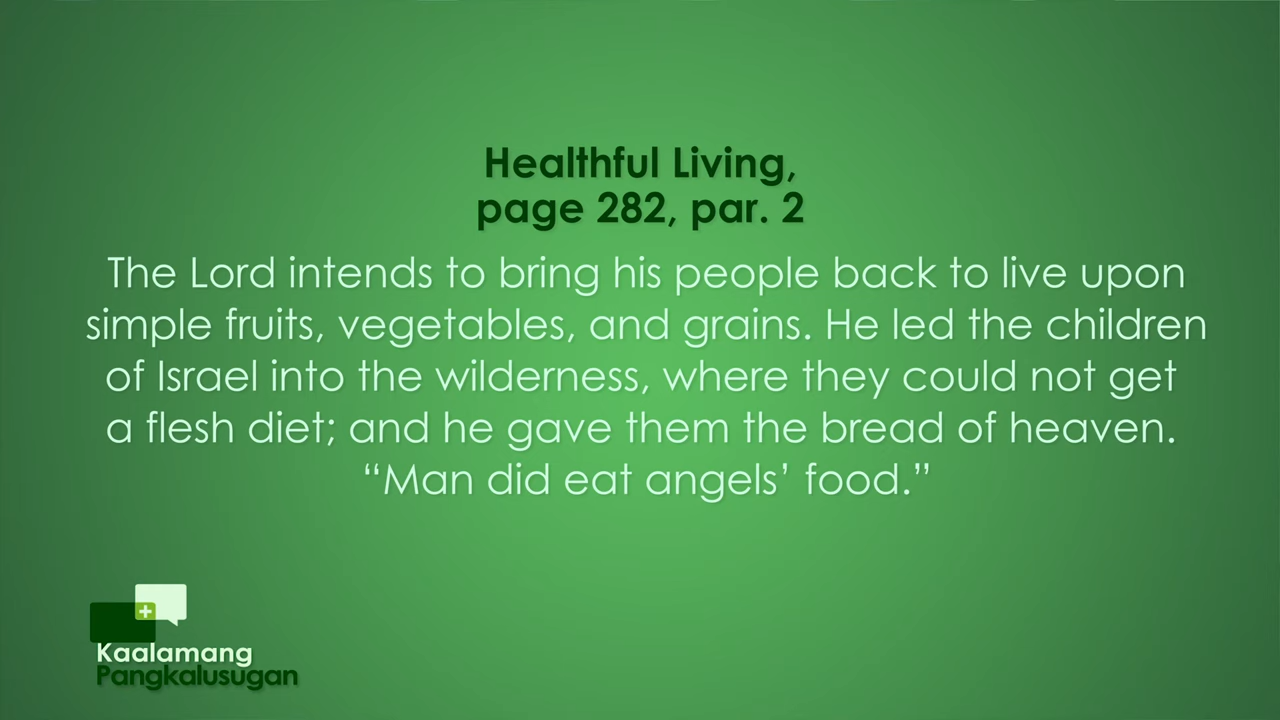 Healthful Living,
page 282, par. 2
The Lord intends to bring his people back to live upon
simple fruits, vegetables, and grains. He led the children
of Israel into the wilderness, where they could not get
a flesh diet; and he gave them the bread of heaven.
“Man did eat angels’ food.”
Kaalamang
Pangkalusugan